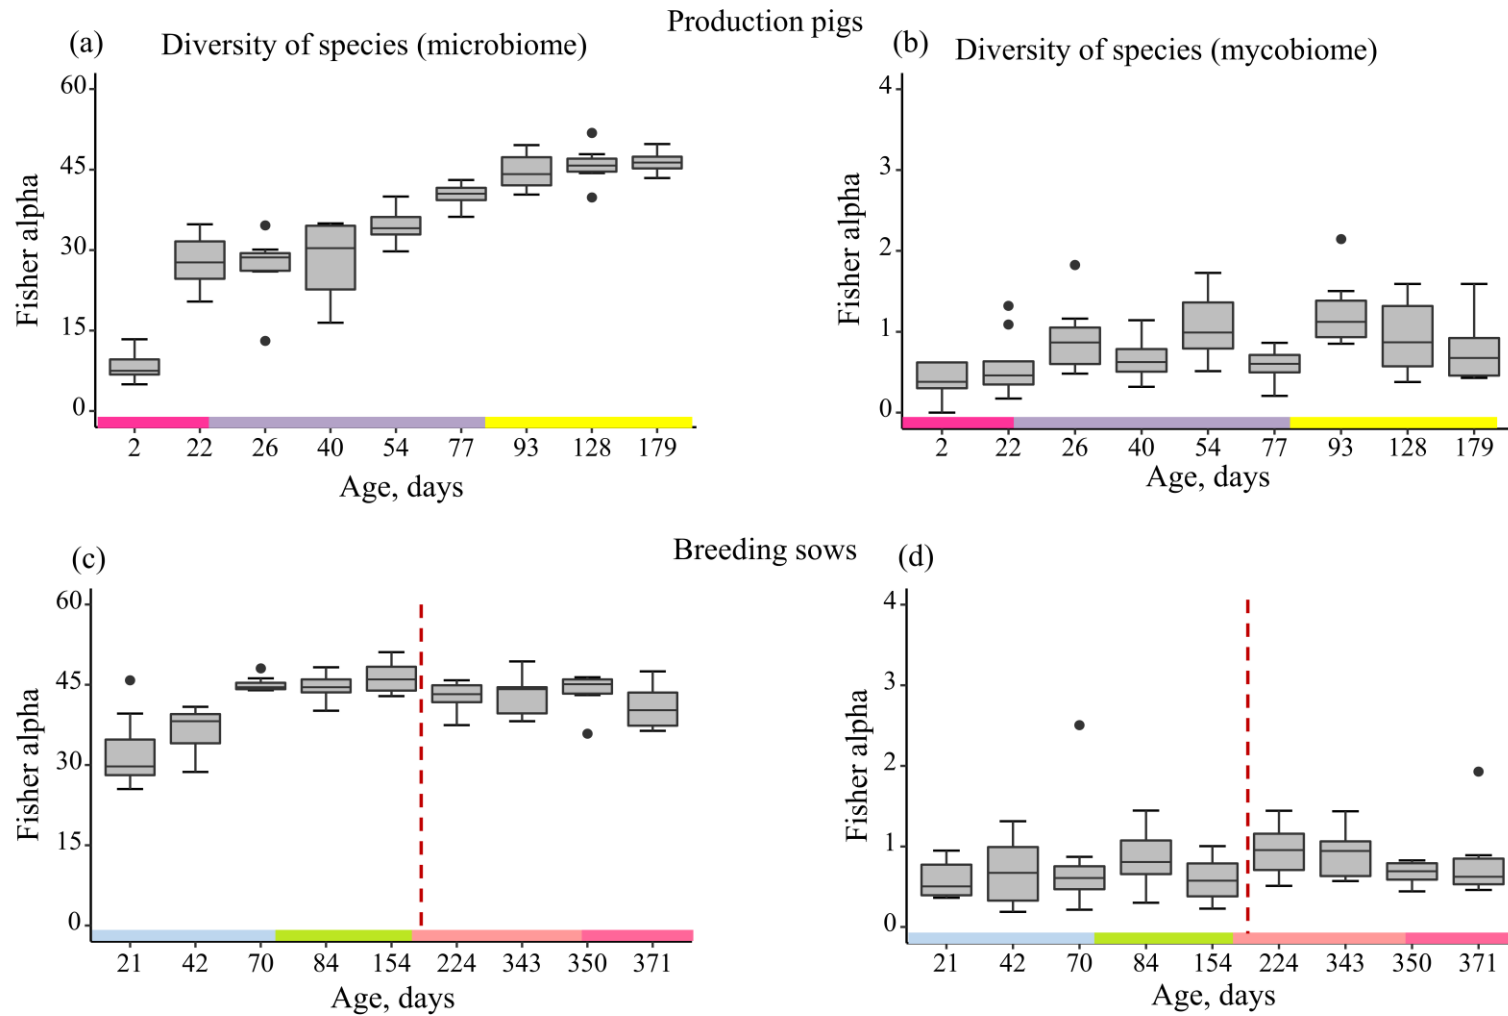 Production pigs
(a)
Diversity of species (microbiome)
60
45
30
15
0
Fisher alpha
2 22 26 40 54 77 93 128 179
Age, days
(b)
Diversity of species (mycobiome)
4
3
2
1
0
Fisher alpha
2 22 26 40 54 77 93 128 179
Age, days
Breeding sows
(c)
60
45
30
15
0
Fisher alpha
21 42 70 84 154 224 343 350 371
Age, days
(d)
4
3
2
1
0
Fisher alpha
21 42 70 84 154 224 343 350 371
Age, days